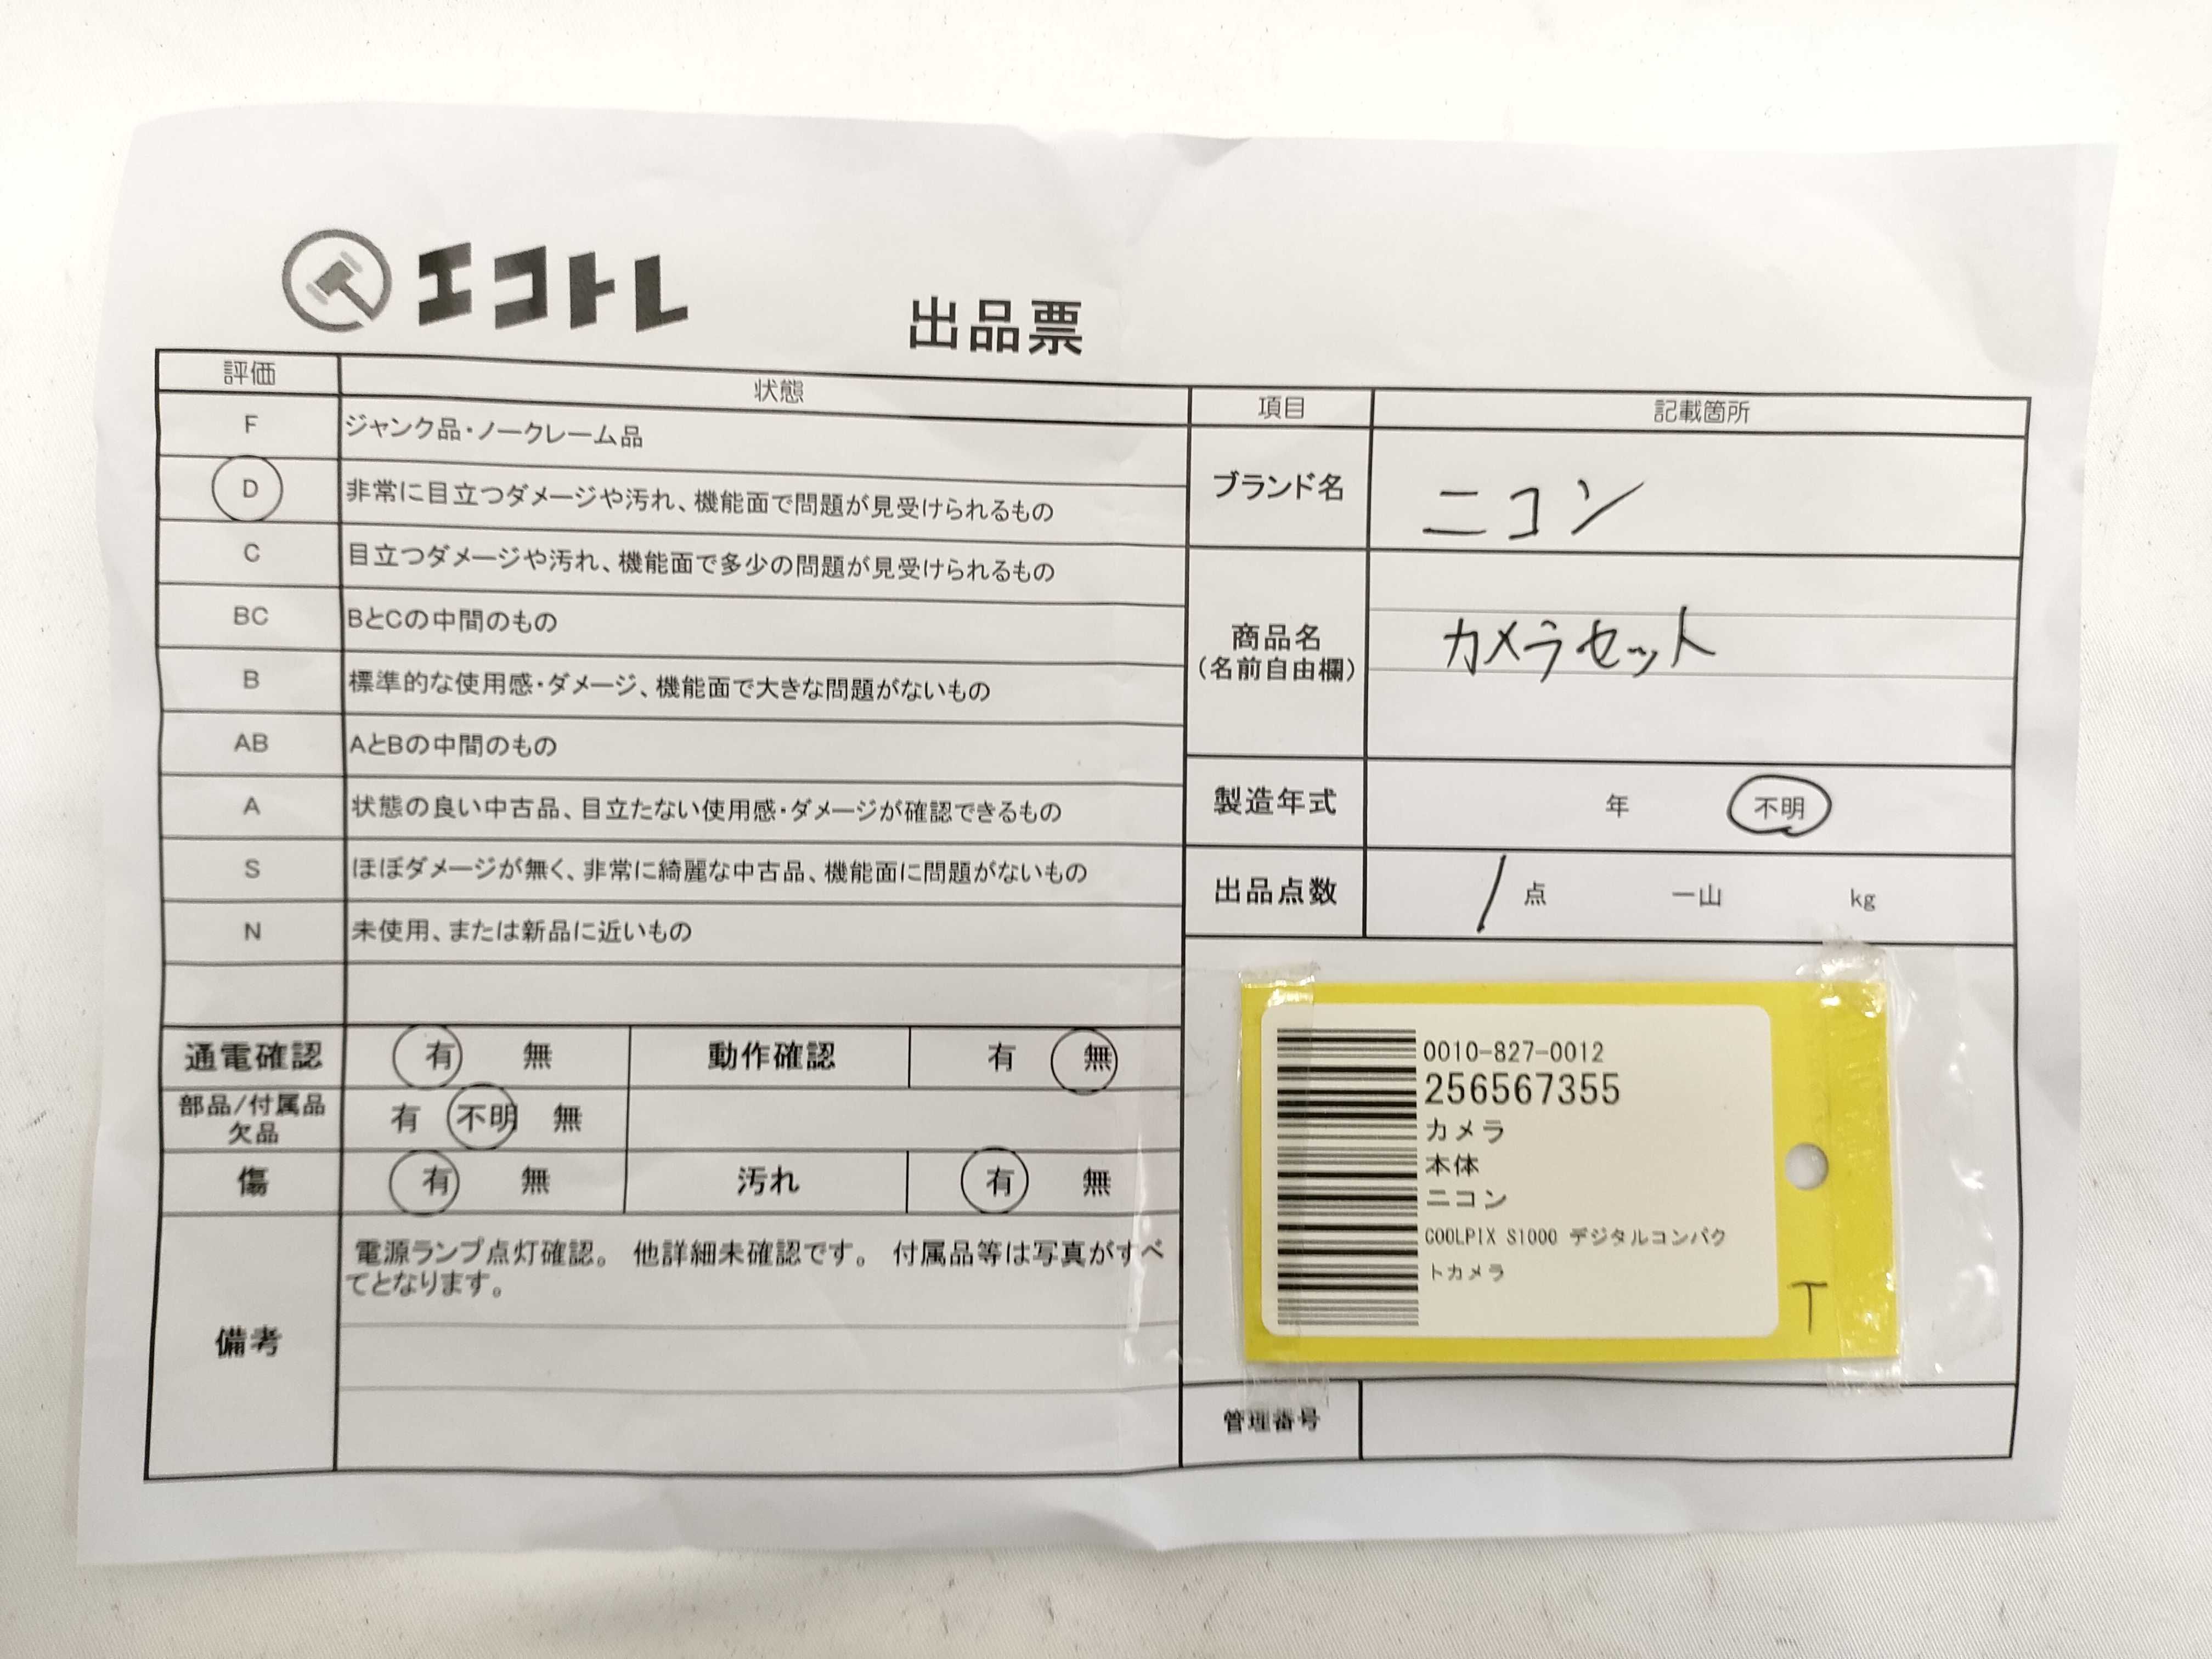 エコトレ
出品票
評価 状態
F ジャンク品・ノークレーム品
D 非常に目立つダメージや汚れ、機能面で問題が見受けられるもの
C 目立つダメージや汚れ、機能面で多少の問題が見受けられるもの
BC BとCの中間のもの
B 標準的な使用感・ダメージ、機能面で大きな問題がないもの
AB AとBの中間のもの
A 状態の良い中古品、目立たない使用感・ダメージが確認できるもの
S ほぼダメージが無く、非常に綺麗な中古品、機能面に問題がないもの
N 未使用、または新品に近いもの
通電確認 有 無 動作確認 有 無
部品/付属品
欠品
有 不明 無
傷 有 無 汚れ 有 無
備考
電源ランプ点灯確認。 他詳細未確認です。 付属品等は写真がすべ
てとなります。
項目 記載箇所
ブランド名 ニコン
商品名
(名前自由欄)
カメラセット
製造年式 年 不明
出品点数 1 点 一山 kg
0010-827-0012
256567355
カメラ
本体
ニコン
COOLPIX S1000 デジタルコンパク
トカメラ
T
管理番号